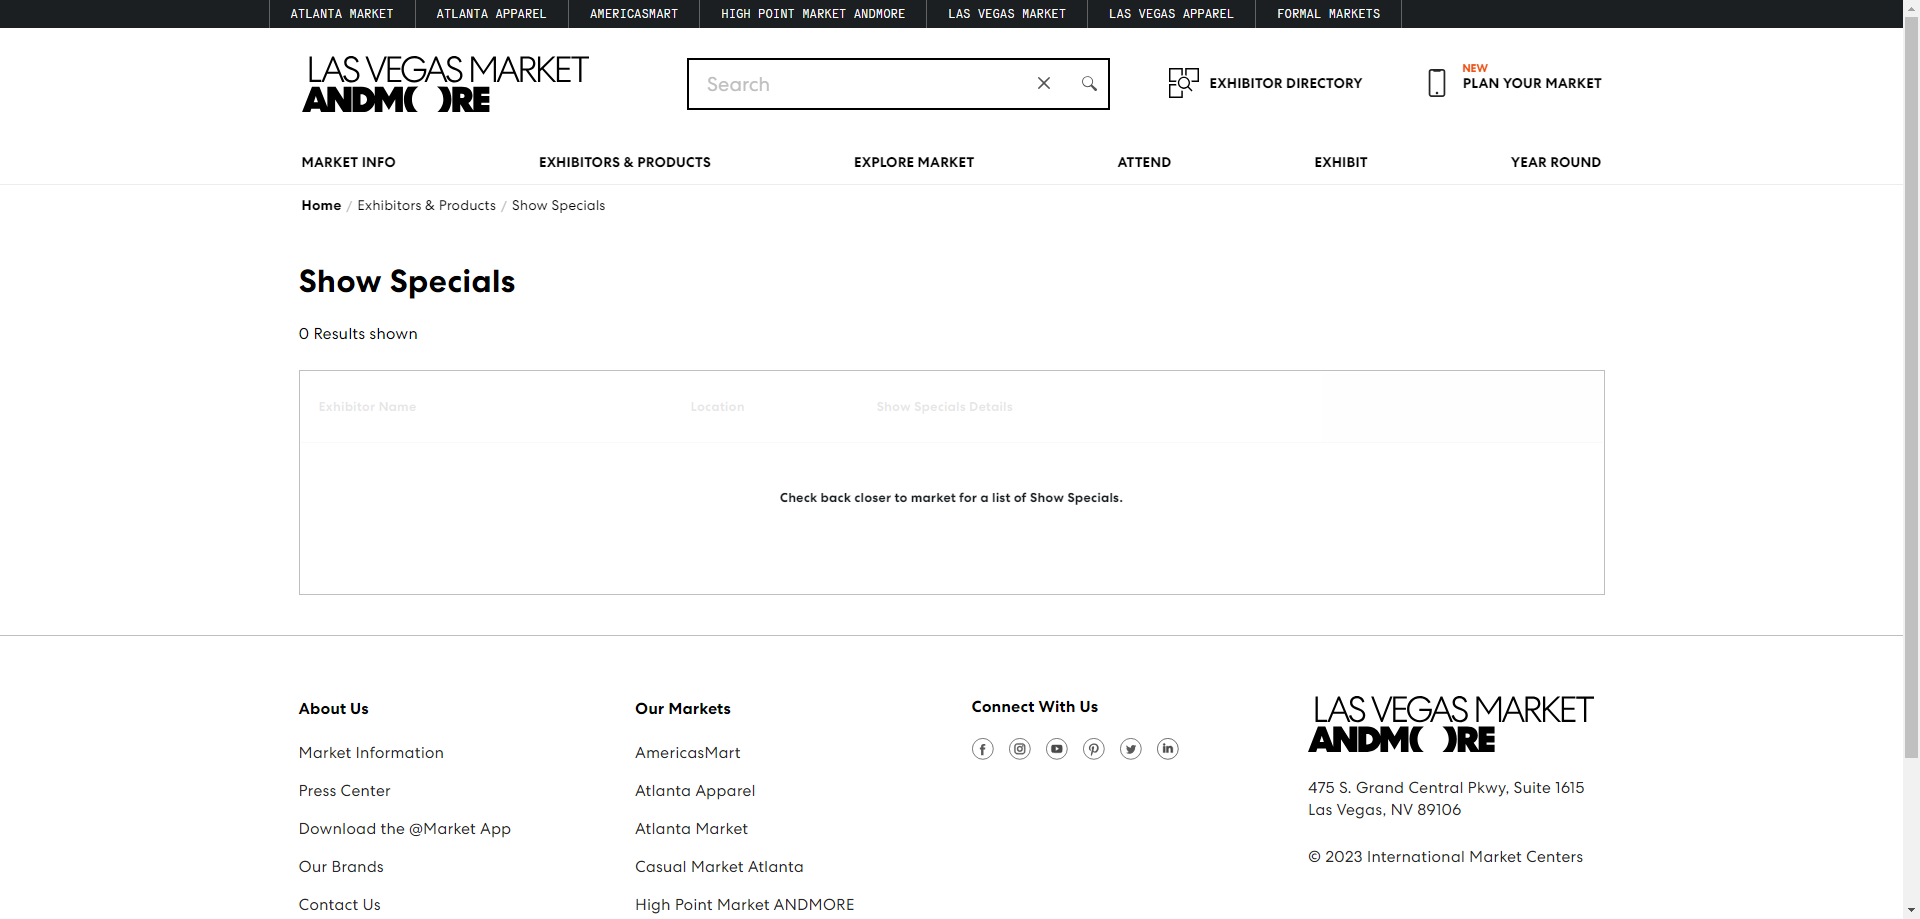 ATLANTA MARKET ATLANTA APPAREL AMERICASMART HIGH POINT MARKET ANDMORE LAS VEGAS MARKET LAS VEGAS APPAREL FORMAL MARKETS
LAS VEGAS MARKET
ANDMORE
Search
EXHIBITOR DIRECTORY
NEW
PLAN YOUR MARKET
MARKET INFO EXHIBITORS & PRODUCTS EXPLORE MARKET ATTEND EXHIBIT YEAR ROUND
Home / Exhibitors & Products / Show Specials
Show Specials
0 Results shown
Exhibitor Name Location Show Specials Details
Check back closer to market for a list of Show Specials.
About Us
Market Information
Press Center
Download the @Market App
Our Brands
Contact Us
Our Markets
AmericasMart
Atlanta Apparel
Atlanta Market
Casual Market Atlanta
High Point Market ANDMORE
Connect With Us
LAS VEGAS MARKET
ANDMORE
475 S. Grand Central Pkwy, Suite 1615
Las Vegas, NV 89106
© 2023 International Market Centers